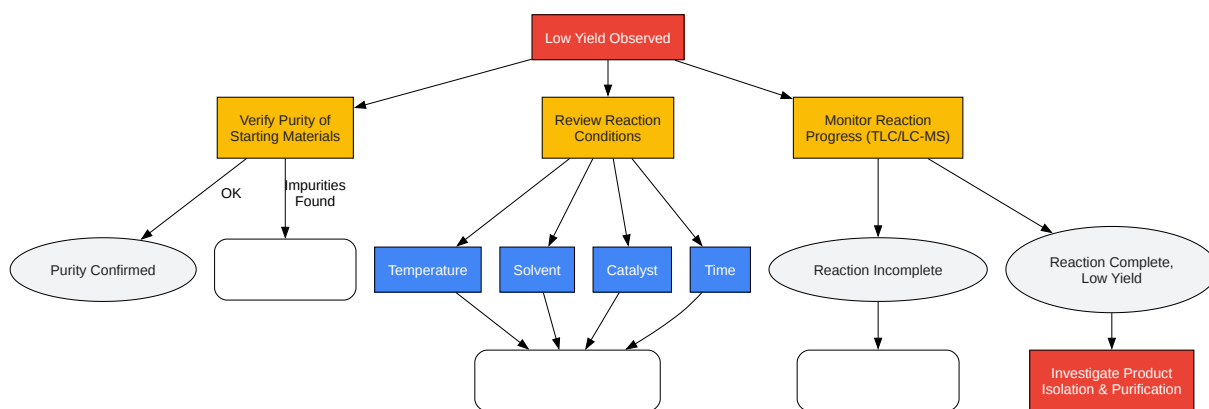 Low Yield Observed
Verify Purity of
Starting Materials
Review Reaction
Conditions
Monitor Reaction
Progress (TLC/LC-MS)
OK
Impurities
Found
Purity Confirmed
Temperature
Solvent
Catalyst
Time
Reaction Incomplete
Reaction Complete,
Low Yield
Investigate Product
Isolation & Purification